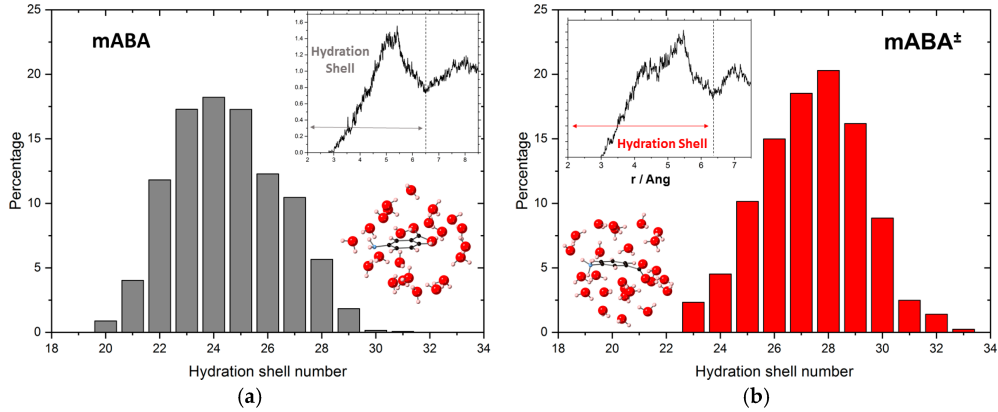 mABA
Hydration
Shell
1.6
1.4
1.2
1.0
0.8
0.6
0.4
0.2
0.0
2 3 4 5 6 7 8
25
20
15
10
5
0
Percentage
20 22 24 26 28 30 32 34
18
Hydration shell number
(a)
mABA±
Hydration Shell
2 3 4 5 6 7
r / Ang
25
20
15
10
5
0
Percentage
18 20 22 24 26 28 30 32 34
Hydration shell number
(b)